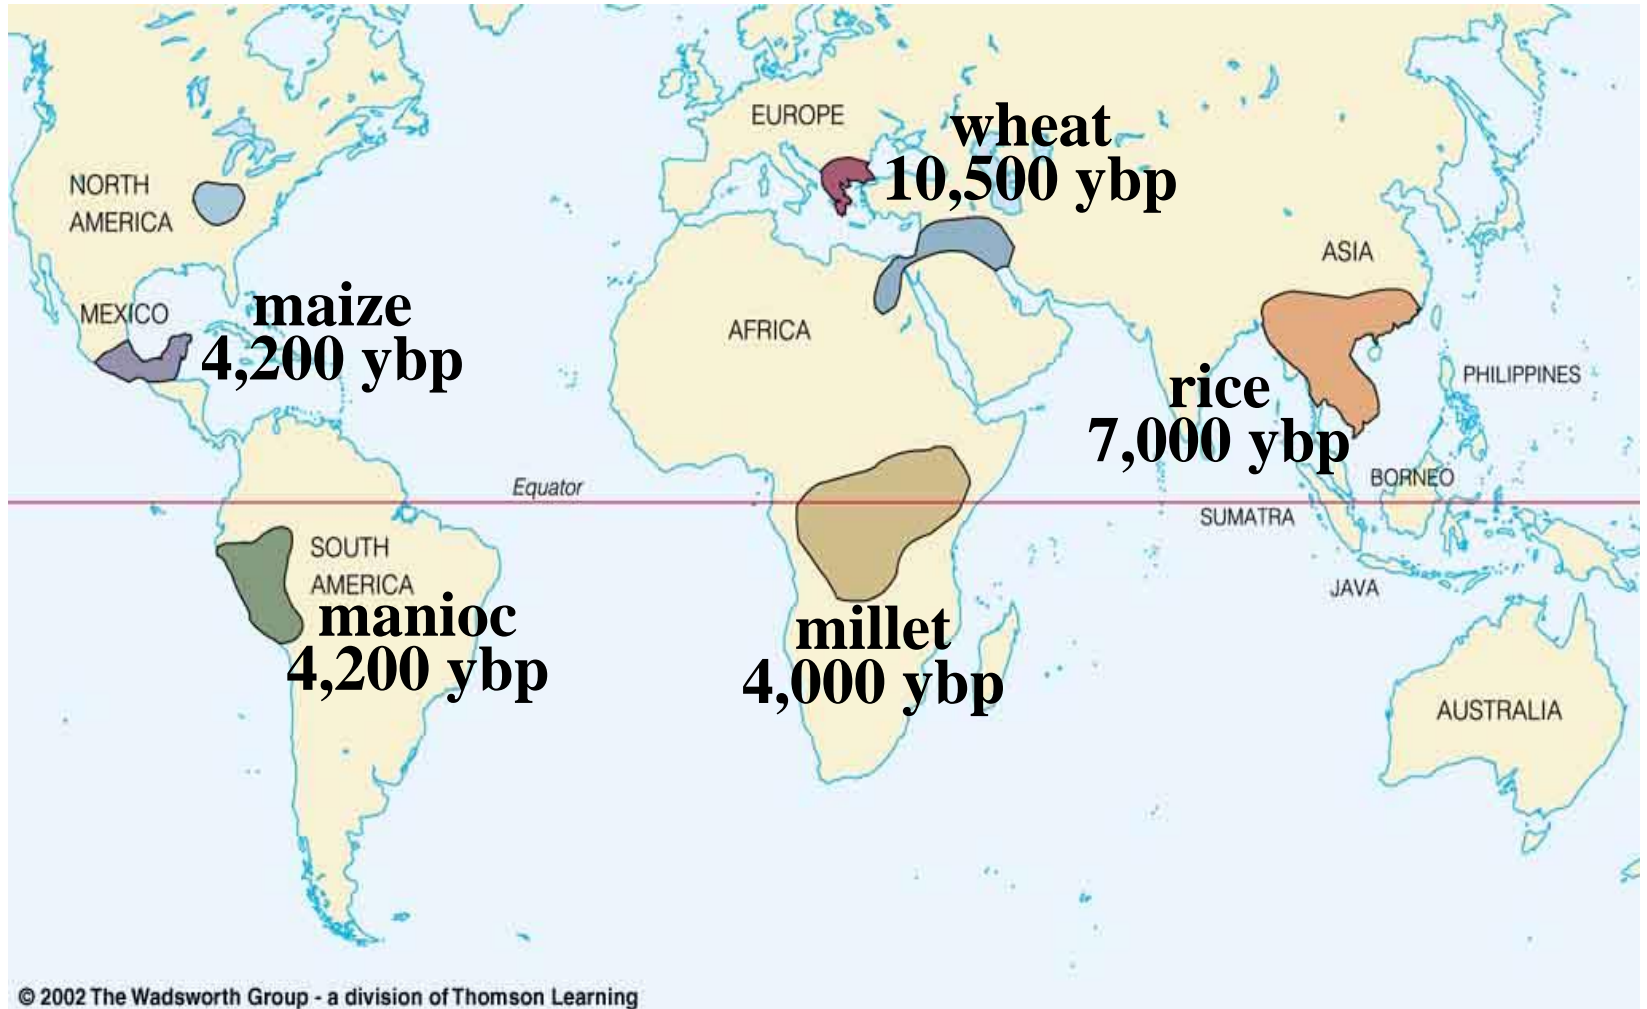 EUROPE
wheat
10,500 ybp
NORTH
AMERICA
ASIA
MEXICO
maize
4,200 ybp
AFRICA
rice
7,000 ybp
PHILIPPINES
BORNEO
Equator
SUMATRA
SOUTH
AMERICA
JAVA
manioc
4,200 ybp
millet
4,000 ybp
AUSTRALIA
© 2002 The Wadsworth Group - a division of Thomson Learning